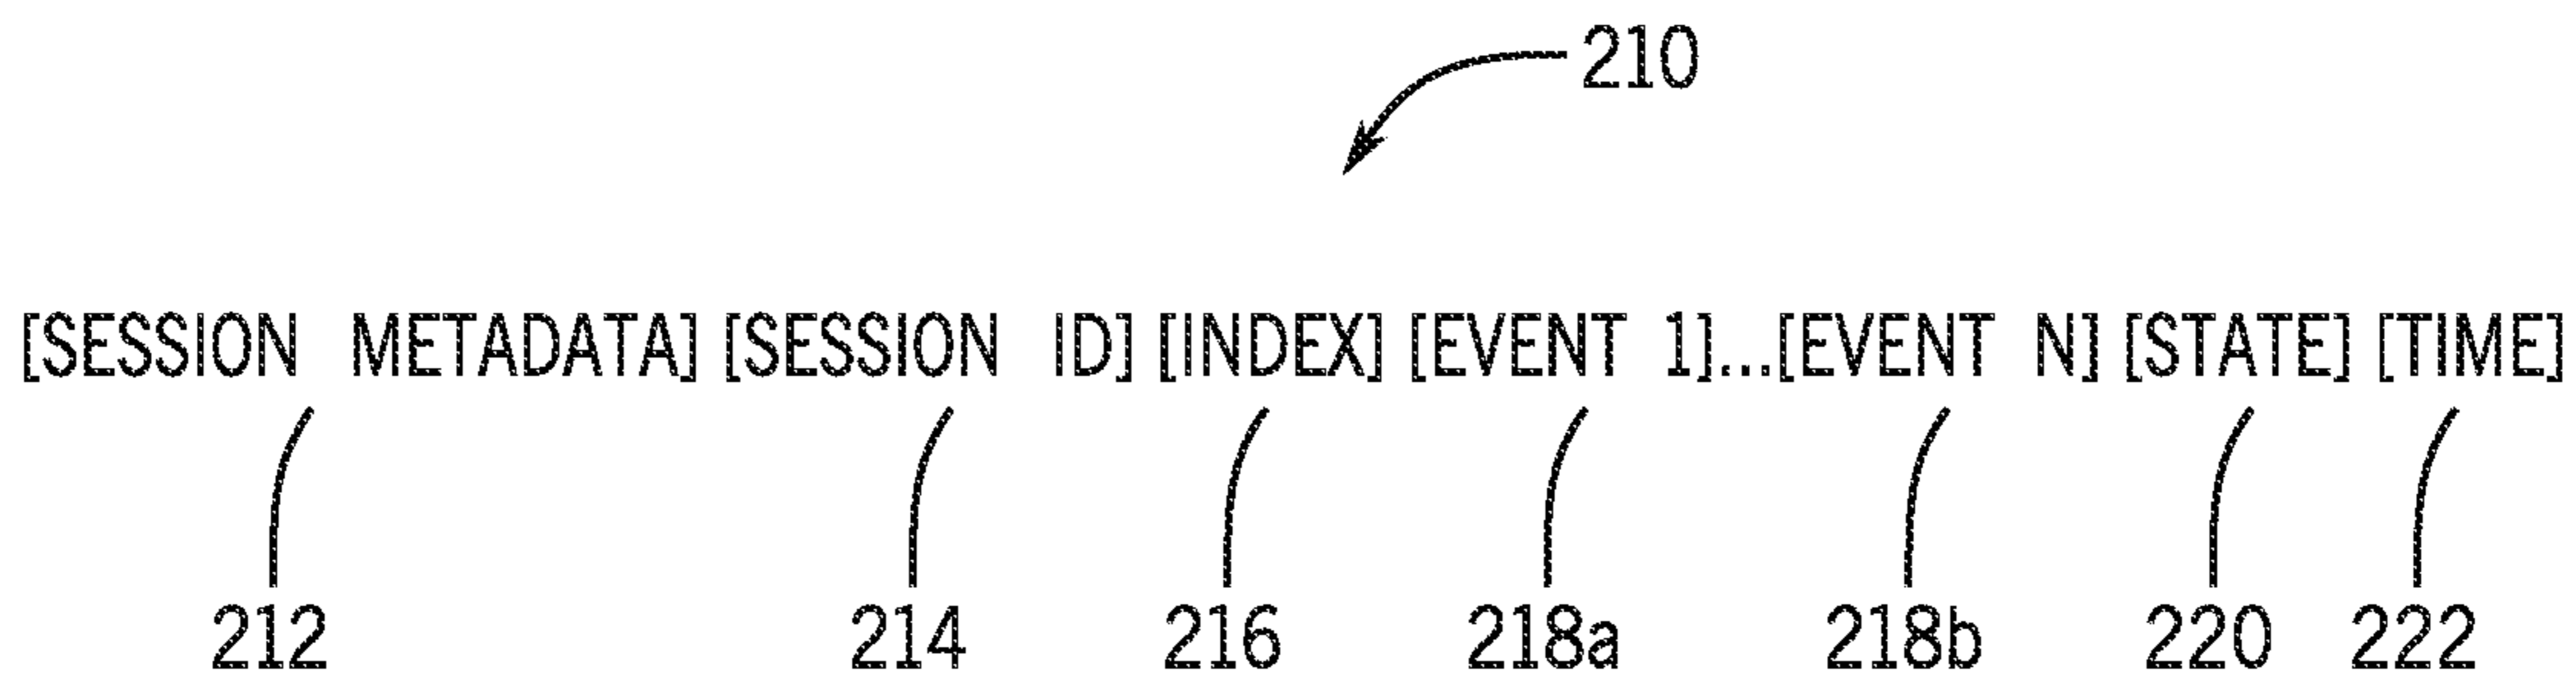 210
[SESSION METADATA] [SESSION ID] [INDEX] [EVENT 1]...[EVENT N] [STATE] [TIME]
212 214 216 218a 218b 220 222